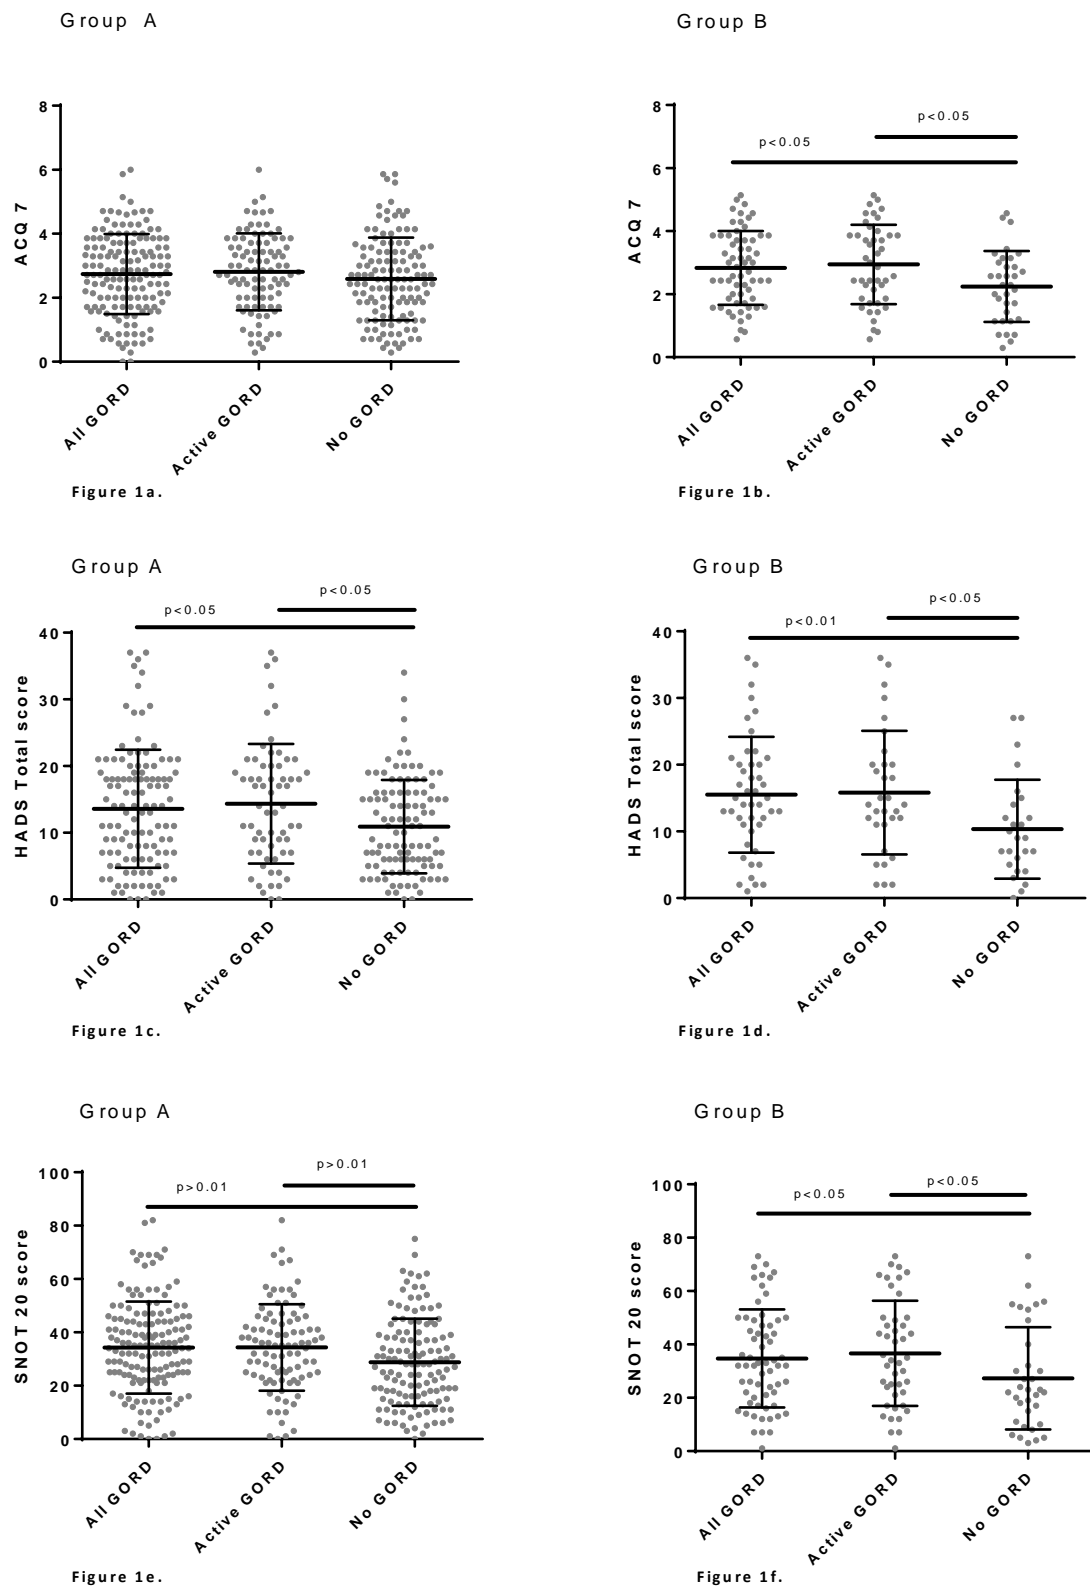 Group A
Group B
p<0.05
p<0.05
ACQ 7
8
6
4
2
0
All GORD
Active GORD
No GORD
ACQ 7
8
6
4
2
0
All GORD
Active GORD
No GORD
Figure 1a.
Figure 1b.
Group A
Group B
p<0.05
p<0.05
p<0.05
p<0.01
HADS Total score
40
30
20
10
0
All GORD
Active GORD
No GORD
HADS Total score
40
30
20
10
0
All GORD
Active GORD
No GORD
Figure 1c.
Figure 1d.
Group A
Group B
p>0.01
p>0.01
p<0.05
p<0.05
SNOT 20 score
100
80
60
40
20
0
All GORD
Active GORD
No GORD
SNOT 20 score
100
80
60
40
20
0
All GORD
Active GORD
No GORD
Figure 1e.
Figure 1f.